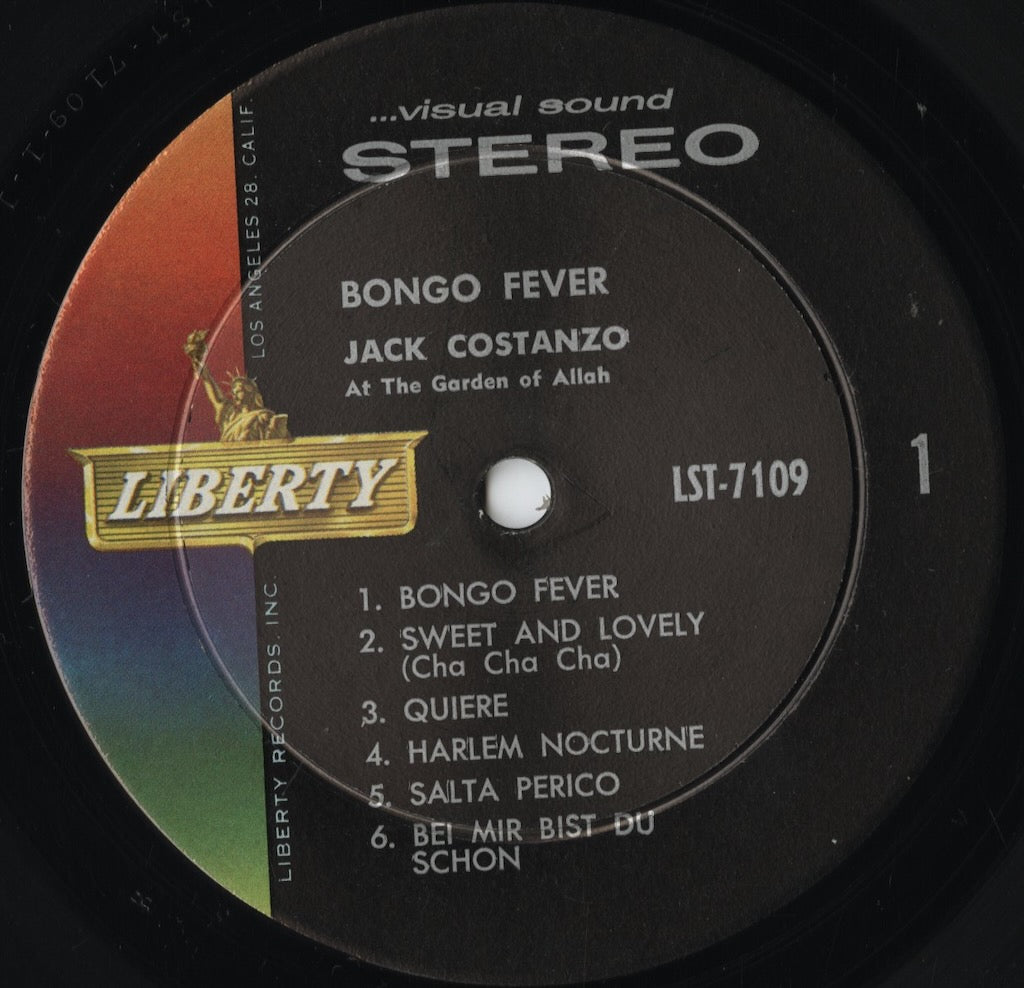 ...visual sound
STEREO
BONGO FEVER
JACK COSTANZO
At The Garden of Allah
LIBERTY
LST-7109
1
1. BONGO FEVER
2. SWEET AND LOVELY
(Cha Cha Cha)
3. QUIERE
4. HARLEM NOCTURNE
5. SALTA PERICO
6. BEI MIR BIST DU
SCHON
LIBERTY RECORDS, INC.
LOS ANGELES 28, CALIF.